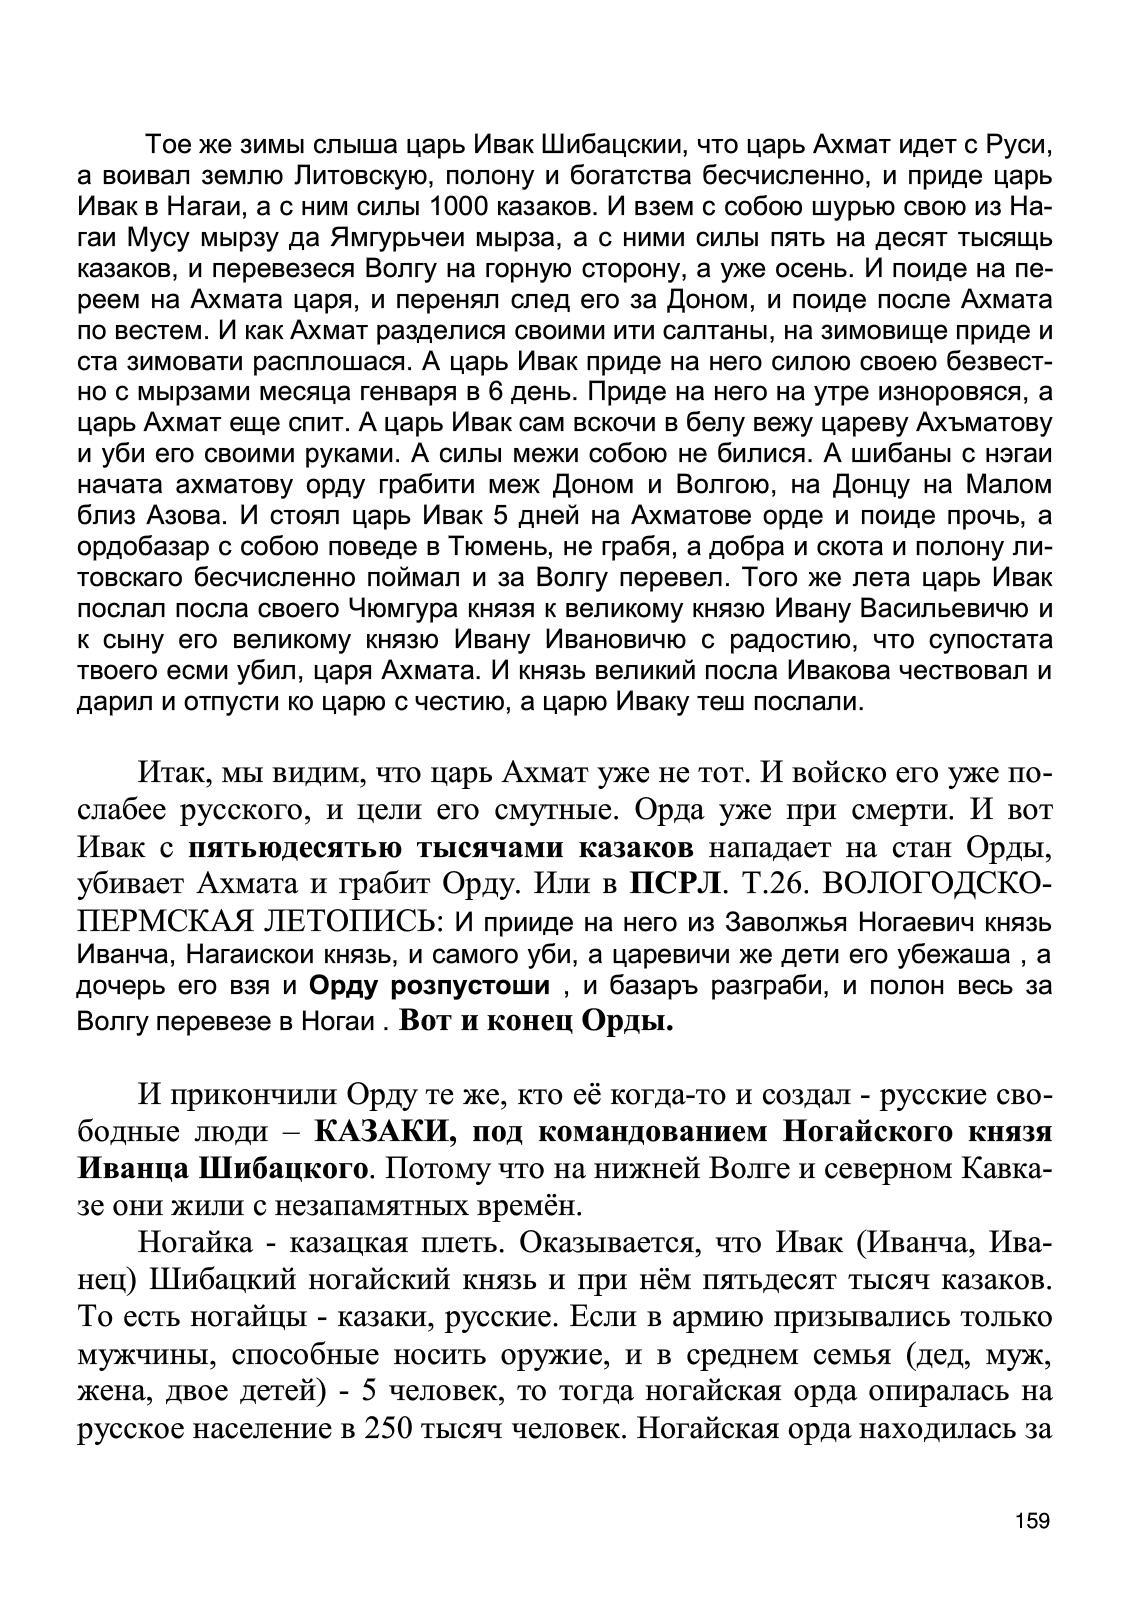 Тое же зимы слыша царь Ивак Шибацскии, что царь Ахмат идет с Руси,
а воивал землю Литовскую, полону и богатства бесчисленно, и приде царь
Ивак в Нагаи, а с ним силы 1000 казаков. И взем с собою шурью свою из На-
гаи Мусу мырзу да Ямгурьчеи мырза, а с ними силы пять на десят тысящь
казаков, и перевезеся Волгу на горную сторону, а уже осень. И поиде на пе-
реем на Ахмата царя, и перенял след его за Доном, и поиде после Ахмата
по вестем. И как Ахмат разделися своими ити салтаны, на зимовище приде и
ста зимовати расплошася. А царь Ивак приде на него силою своею безвест-
но с мырзами месяца генваря в 6 день. Приде на него на утре изноровяся, а
царь Ахмат еще спит. А царь Ивак сам вскочи в белу вежу цареву Ахъматову
и уби его своими руками. А силы межи собою не билися. А шибаны с нэгаи
начата ахматову орду грабити меж Доном и Волгою, на Донцу на Малом
близ Азова. И стоял царь Ивак 5 дней на Ахматове орде и поиде прочь, а
ордобазар с собою поведе в Тюмень, не грабя, а добра и скота и полону ли-
товскаго бесчисленно поймал и за Волгу перевел. Того же лета царь Ивак
послал посла своего Чюмгура князя к великому князю Ивану Васильевичю и
к сыну его великому князю Ивану Ивановичю с радостию, что супостата
твоего есми убил, царя Ахмата. И князь великий посла Ивакова чествовал и
дарил и отпусти ко царю с честию, а царю Иваку теш послали.
Итак, мы видим, что царь Ахмат уже не тот. И войско его уже по-
слабее русского, и цели его смутные. Орда уже при смерти. И вот
Ивак с пятьюдесятью тысячами казаков нападает на стан Орды,
убивает Ахмата и грабит Орду. Или в ПСРЛ. Т.26. ВОЛОГОДСКО-
ПЕРМСКАЯ ЛЕТОПИСЬ: И прииде на него из Заволжья Ногаевич князь
Иванча, Нагаискои князь, и самого уби, а царевичи же дети его убежаша , а
дочерь его взя и Орду розпустоши , и базаръ разграби, и полон весь за
Волгу перевезе в Ногаи . Вот и конец Орды.
И прикончили Орду те же, кто её когда-то и создал - русские сво-
бодные люди – КАЗАКИ, под командованием Ногайского князя
Иванца Шибацкого. Потому что на нижней Волге и северном Кавка-
зе они жили с незапамятных времён.
Ногайка - казацкая плеть. Оказывается, что Ивак (Иванча, Ива-
нец) Шибацкий ногайский князь и при нём пятьдесят тысяч казаков.
То есть ногайцы - казаки, русские. Если в армию призывались только
мужчины, способные носить оружие, и в среднем семья (дед, муж,
жена, двое детей) - 5 человек, то тогда ногайская орда опиралась на
русское население в 250 тысяч человек. Ногайская орда находилась за
159